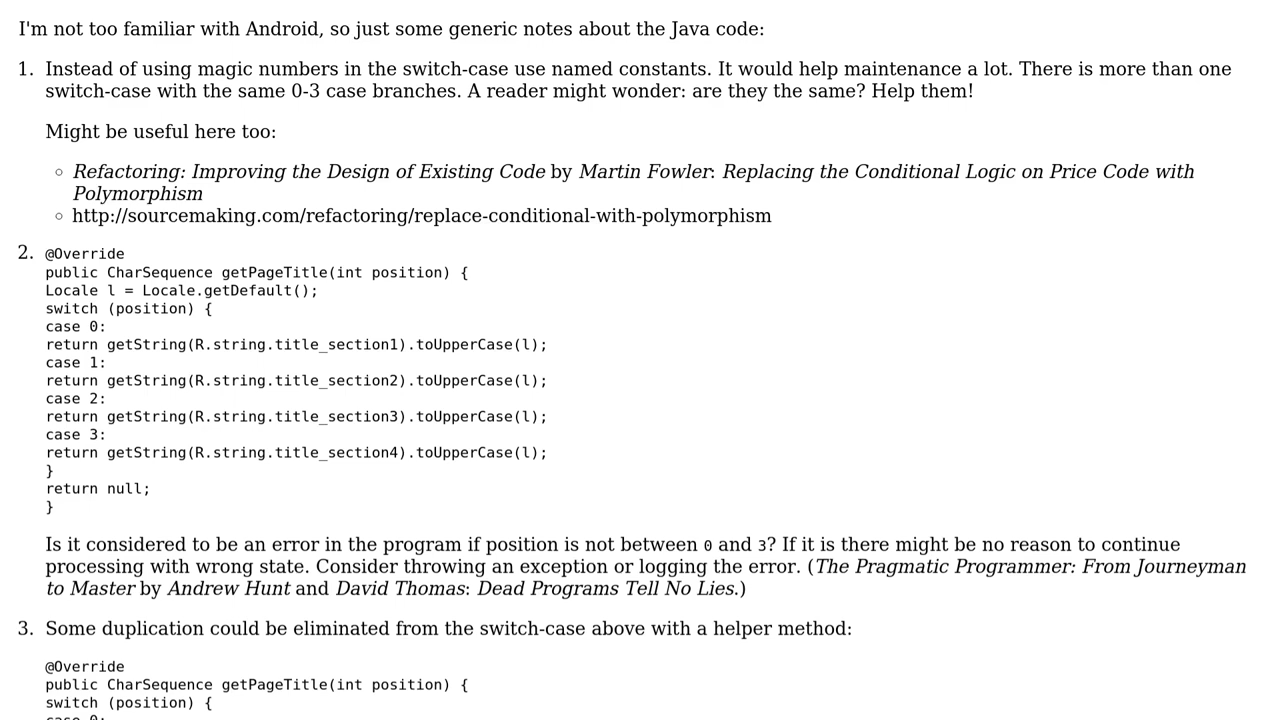 I'm not too familiar with Android, so just some generic notes about the Java code:
1. Instead of using magic numbers in the switch-case use named constants. It would help maintenance a lot. There is more than one
switch-case with the same 0-3 case branches. A reader might wonder: are they the same? Help them!
Might be useful here too:
◦ Refactoring: Improving the Design of Existing Code by Martin Fowler: Replacing the Conditional Logic on Price Code with
Polymorphism
◦ http://sourcemaking.com/refactoring/replace-conditional-with-polymorphism
2. @Override
public CharSequence getPageTitle(int position) {
Locale l = Locale.getDefault();
switch (position) {
case 0:
return getString(R.string.title_section1).toUpperCase(l);
case 1:
return getString(R.string.title_section2).toUpperCase(l);
case 2:
return getString(R.string.title_section3).toUpperCase(l);
case 3:
return getString(R.string.title_section4).toUpperCase(l);
}
return null;
}
Is it considered to be an error in the program if position is not between 0 and 3? If it is there might be no reason to continue
processing with wrong state. Consider throwing an exception or logging the error. (The Pragmatic Programmer: From Journeyman
to Master by Andrew Hunt and David Thomas: Dead Programs Tell No Lies.)
3. Some duplication could be eliminated from the switch-case above with a helper method:
@Override
public CharSequence getPageTitle(int position) {
switch (position) {
case 0: